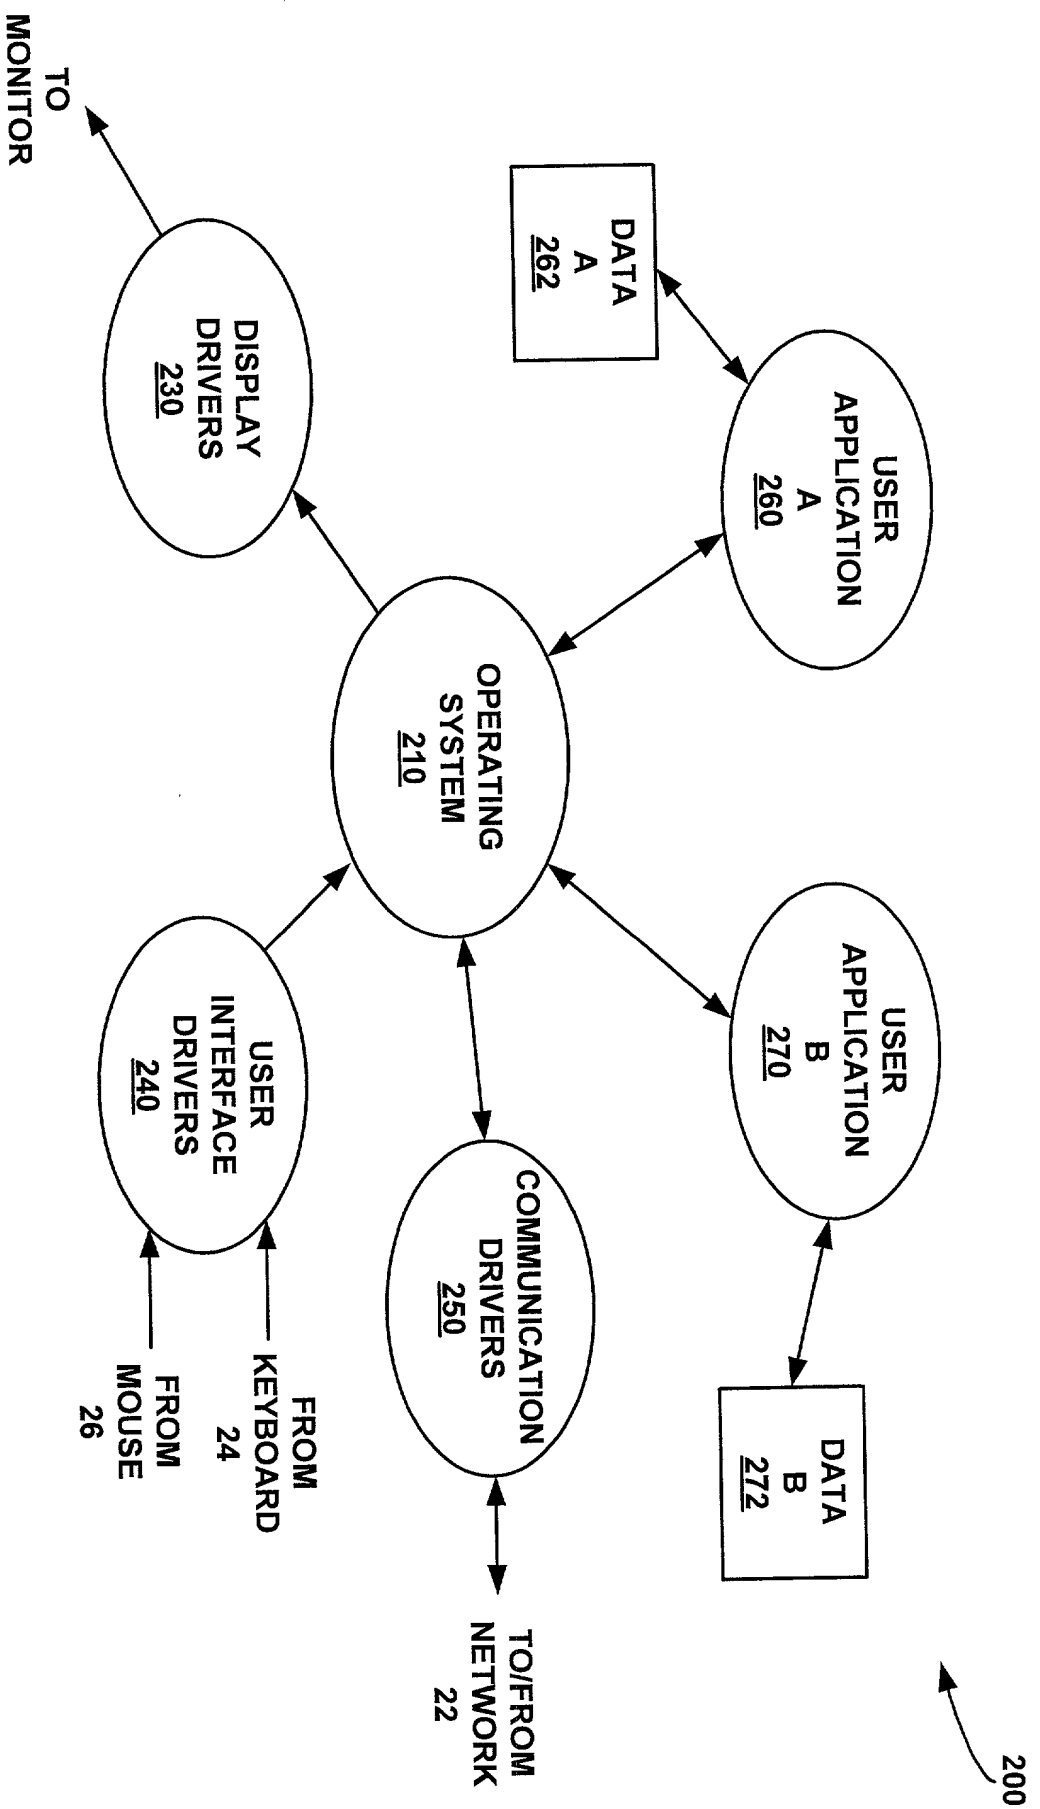 200
USER
APPLICATION
A
260
USER
APPLICATION
B
270
DATA
A
262
DATA
B
272
OPERATING
SYSTEM
210
COMMUNICATION
DRIVERS
250
TO/FROM
NETWORK
22
DISPLAY
DRIVERS
230
USER
INTERFACE
DRIVERS
240
FROM
KEYBOARD
24
FROM
MOUSE
26
TO
MONITOR